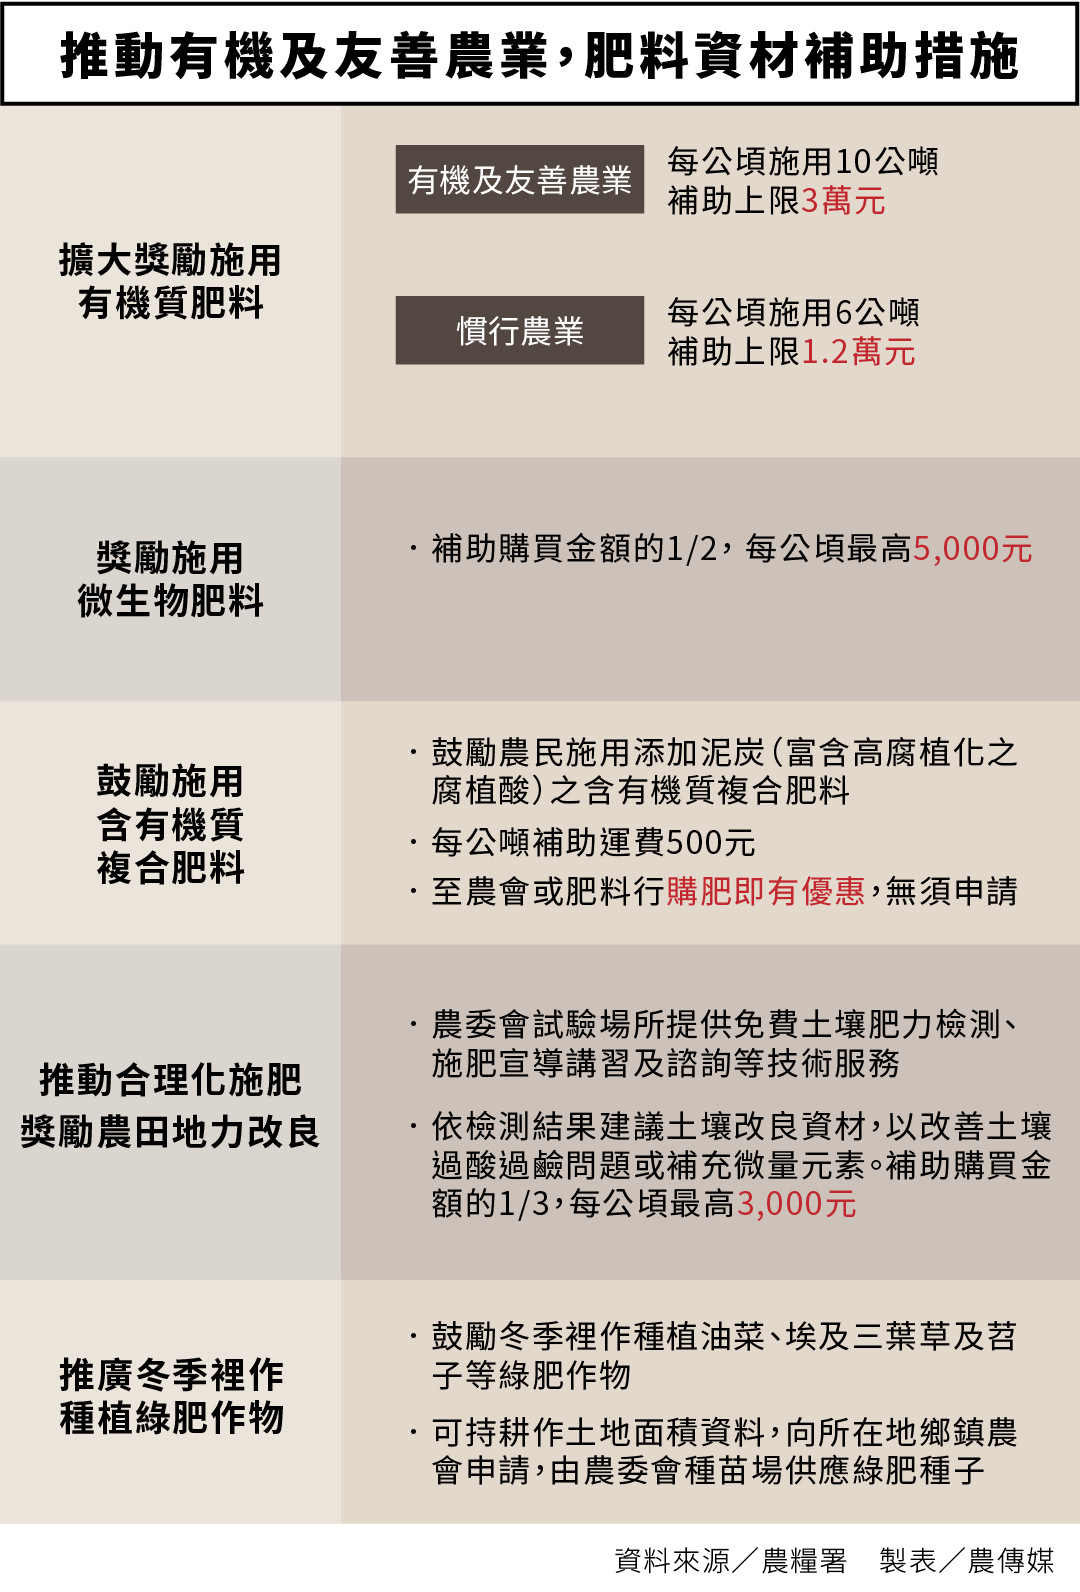 推動有機及友善農業，肥料資材補助措施
擴大獎勵施用
有機質肥料
有機及友善農業
每公頃施用10公噸
補助上限3萬元
慣行農業
每公頃施用6公噸
補助上限1.2萬元
獎勵施用
微生物肥料
·補助購買金額的1/2，每公頃最高5,000元
鼓勵施用
含有機質
複合肥料
·鼓勵農民施用添加泥炭（富含高腐植化之
腐植酸）之含有機質複合肥料
·每公噸補助運費500元
·至農會或肥料行購肥即有優惠，無須申請
推動合理化施肥
獎勵農田地力改良
·農委會試驗場所提供免費土壤肥力檢測、
施肥宣導講習及諮詢等技術服務
·依檢測結果建議土壤改良資材，以改善土壤
過酸過鹼問題或補充微量元素。補助購買金
額的1/3，每公頃最高3,000元
推廣冬季裡作
種植綠肥作物
·鼓勵冬季裡作種植油菜、埃及三葉草及苕
子等綠肥作物
·可持耕作土地面積資料，向所在地鄉鎮農
會申請，由農委會種苗場供應綠肥種子
資料來源／農糧署　製表／農傳媒